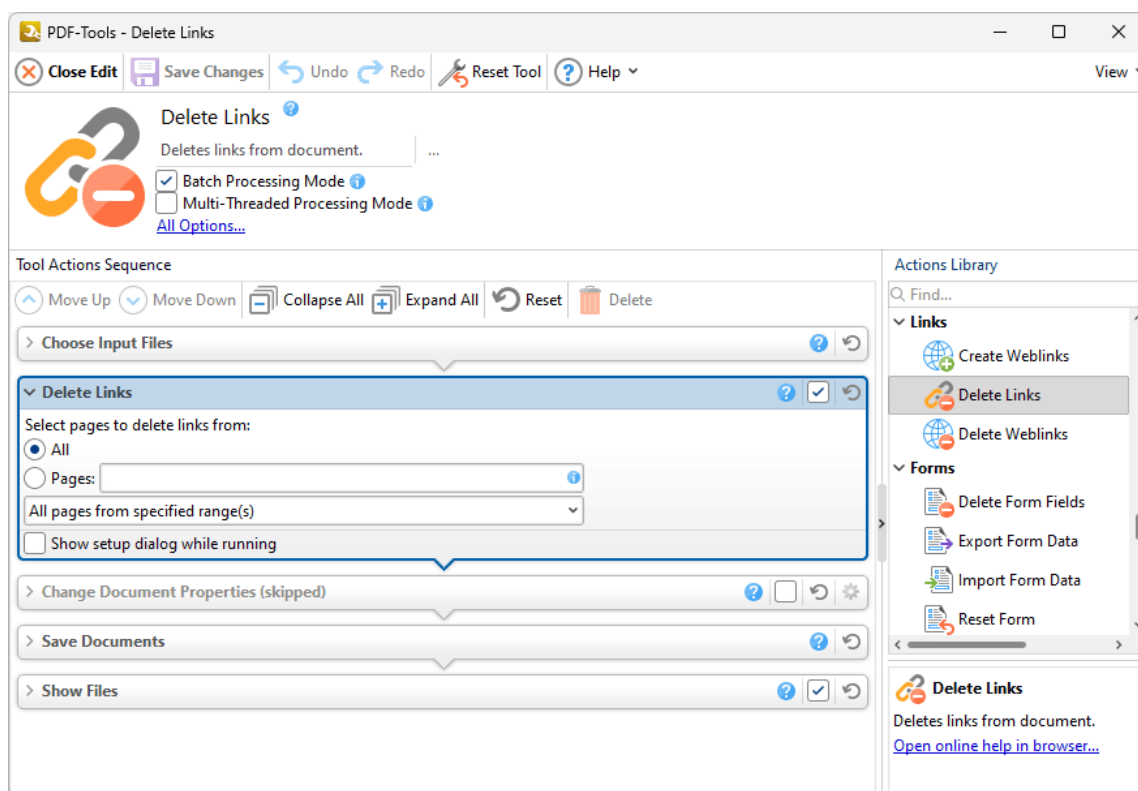 PDF-Tools - Delete Links
Close Edit Save Changes Undo Redo Reset Tool ? Help View
Delete Links ?
Deletes links from document. ...
Batch Processing Mode i
Multi-Threaded Processing Mode i
All Options...
Tool Actions Sequence
Move Up Move Down Collapse All Expand All Reset Delete
Choose Input Files ?
Delete Links ?
Select pages to delete links from:
All
Pages: i
All pages from specified range(s)
Show setup dialog while running
Change Document Properties (skipped) ?
Save Documents ?
Show Files ?
Actions Library
Find...
Links
Create Weblinks
Delete Links
Delete Weblinks
Forms
Delete Form Fields
Export Form Data
Import Form Data
Reset Form
Delete Links
Deletes links from document.
Open online help in browser...